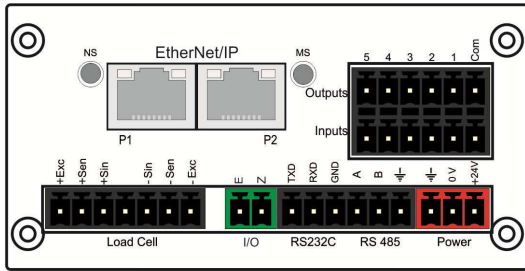 NS EtherNet/IP MS
P1 P2
5 4 3 2 1 Com
Outputs
Inputs
+Exc +Sen +Sin - Sin - Sen - Exc
E Z TXD RXD GND A B 0 V +24V
Load Cell I/O RS232C RS 485 Power